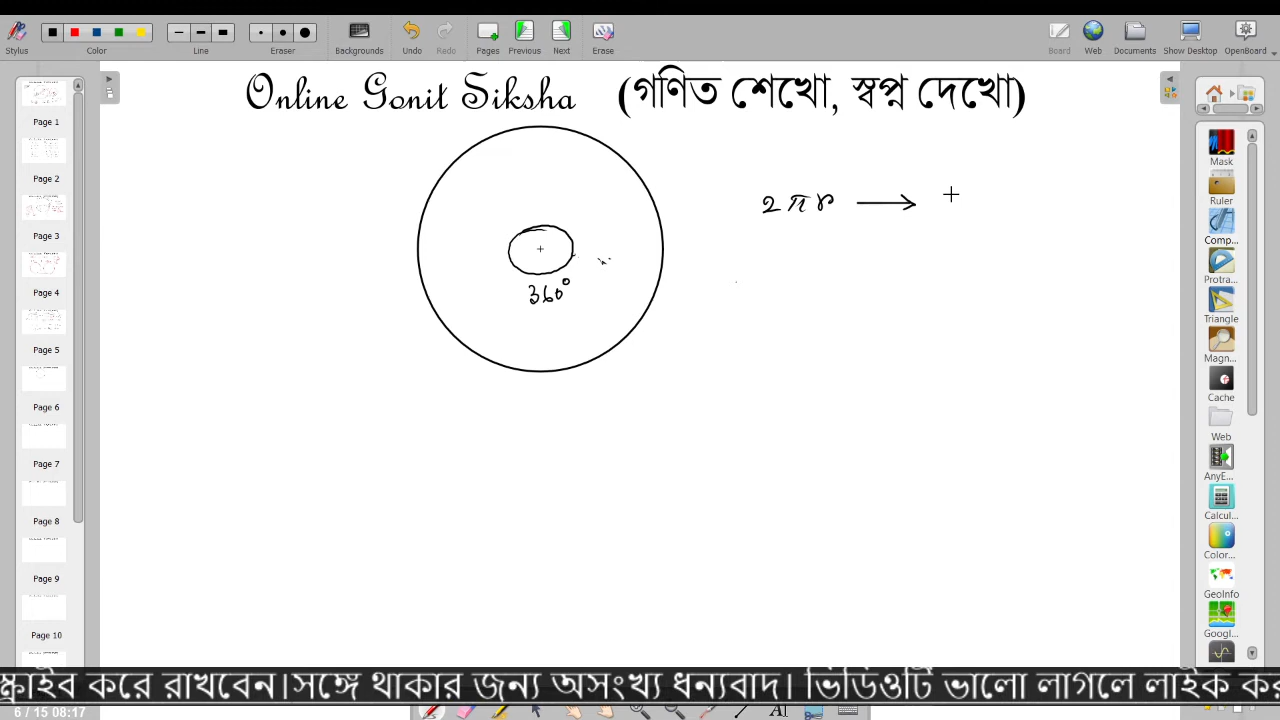 Stylus
Color
Line
Eraser
Backgrounds
Undo
Redo
Pages
Previous
Next
Erase
Board
Web
Documents
Show Desktop
OpenBoard
Online Gonit Siksha (গণিত শেখো, স্বপ্ন দেখো)
2πr →
360°
Page 1
Page 2
Page 3
Page 4
Page 5
Page 6
Page 7
Page 8
Page 9
Page 10
Mask
Ruler
Comp...
Protra...
Triangle
Magn...
Cache
Web
AnyE...
Calcul...
Color...
GeoInfo
Googl...
স্ক্রাইব করে রাখবেন। সঙ্গে থাকার জন্য অসংখ্য ধন্যবাদ। ভিডিওটি ভালো লাগলে লাইক কর
6 / 15 08:17